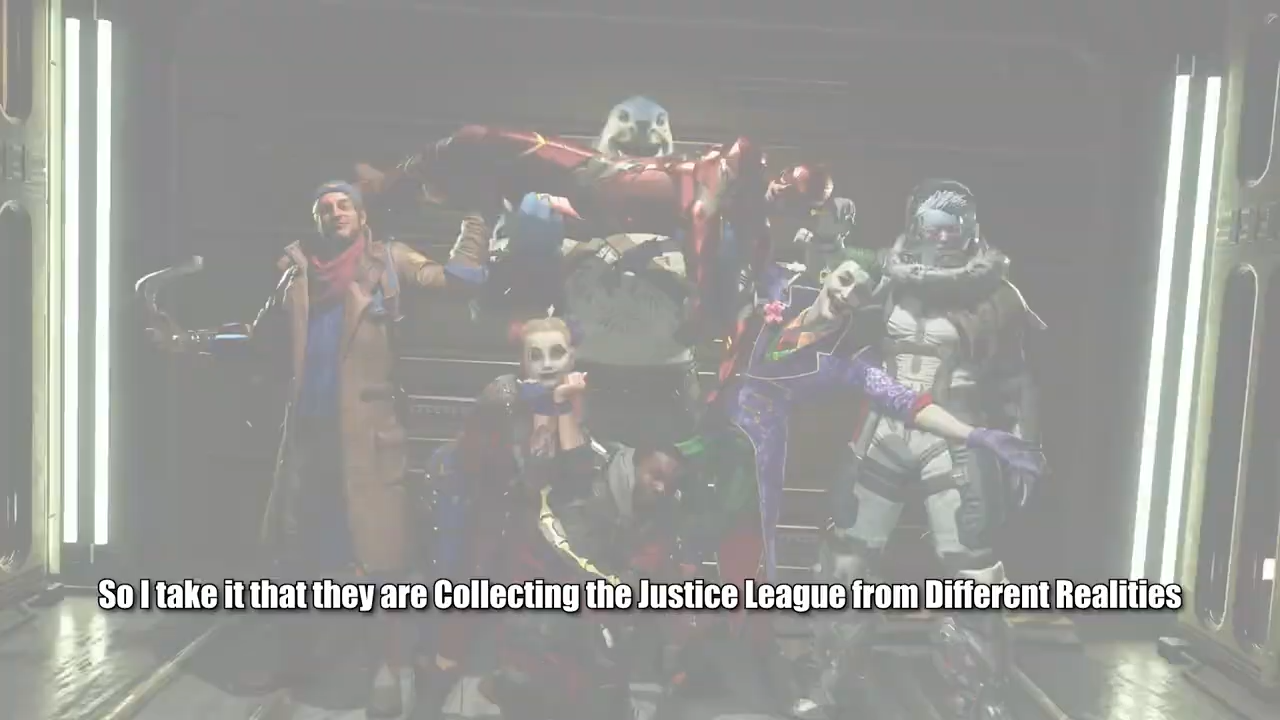 So I take it that they are Collecting the Justice League from Different Realities